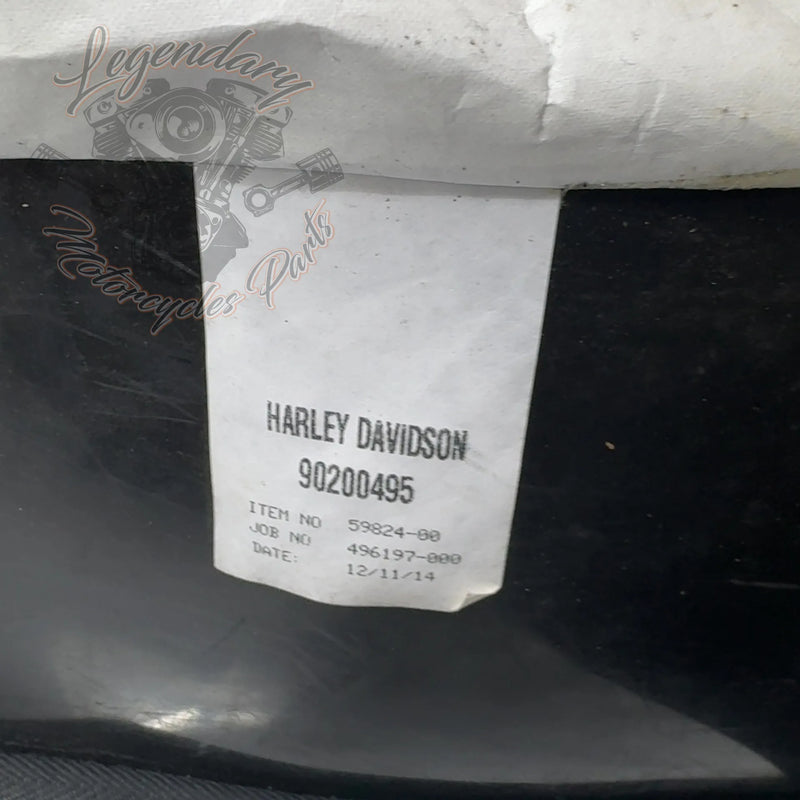 Legendary
Motorcycles Parts
HARLEY DAVIDSON
90200495
ITEM NO 59824-00
JOB NO 496197-000
DATE: 12/11/14